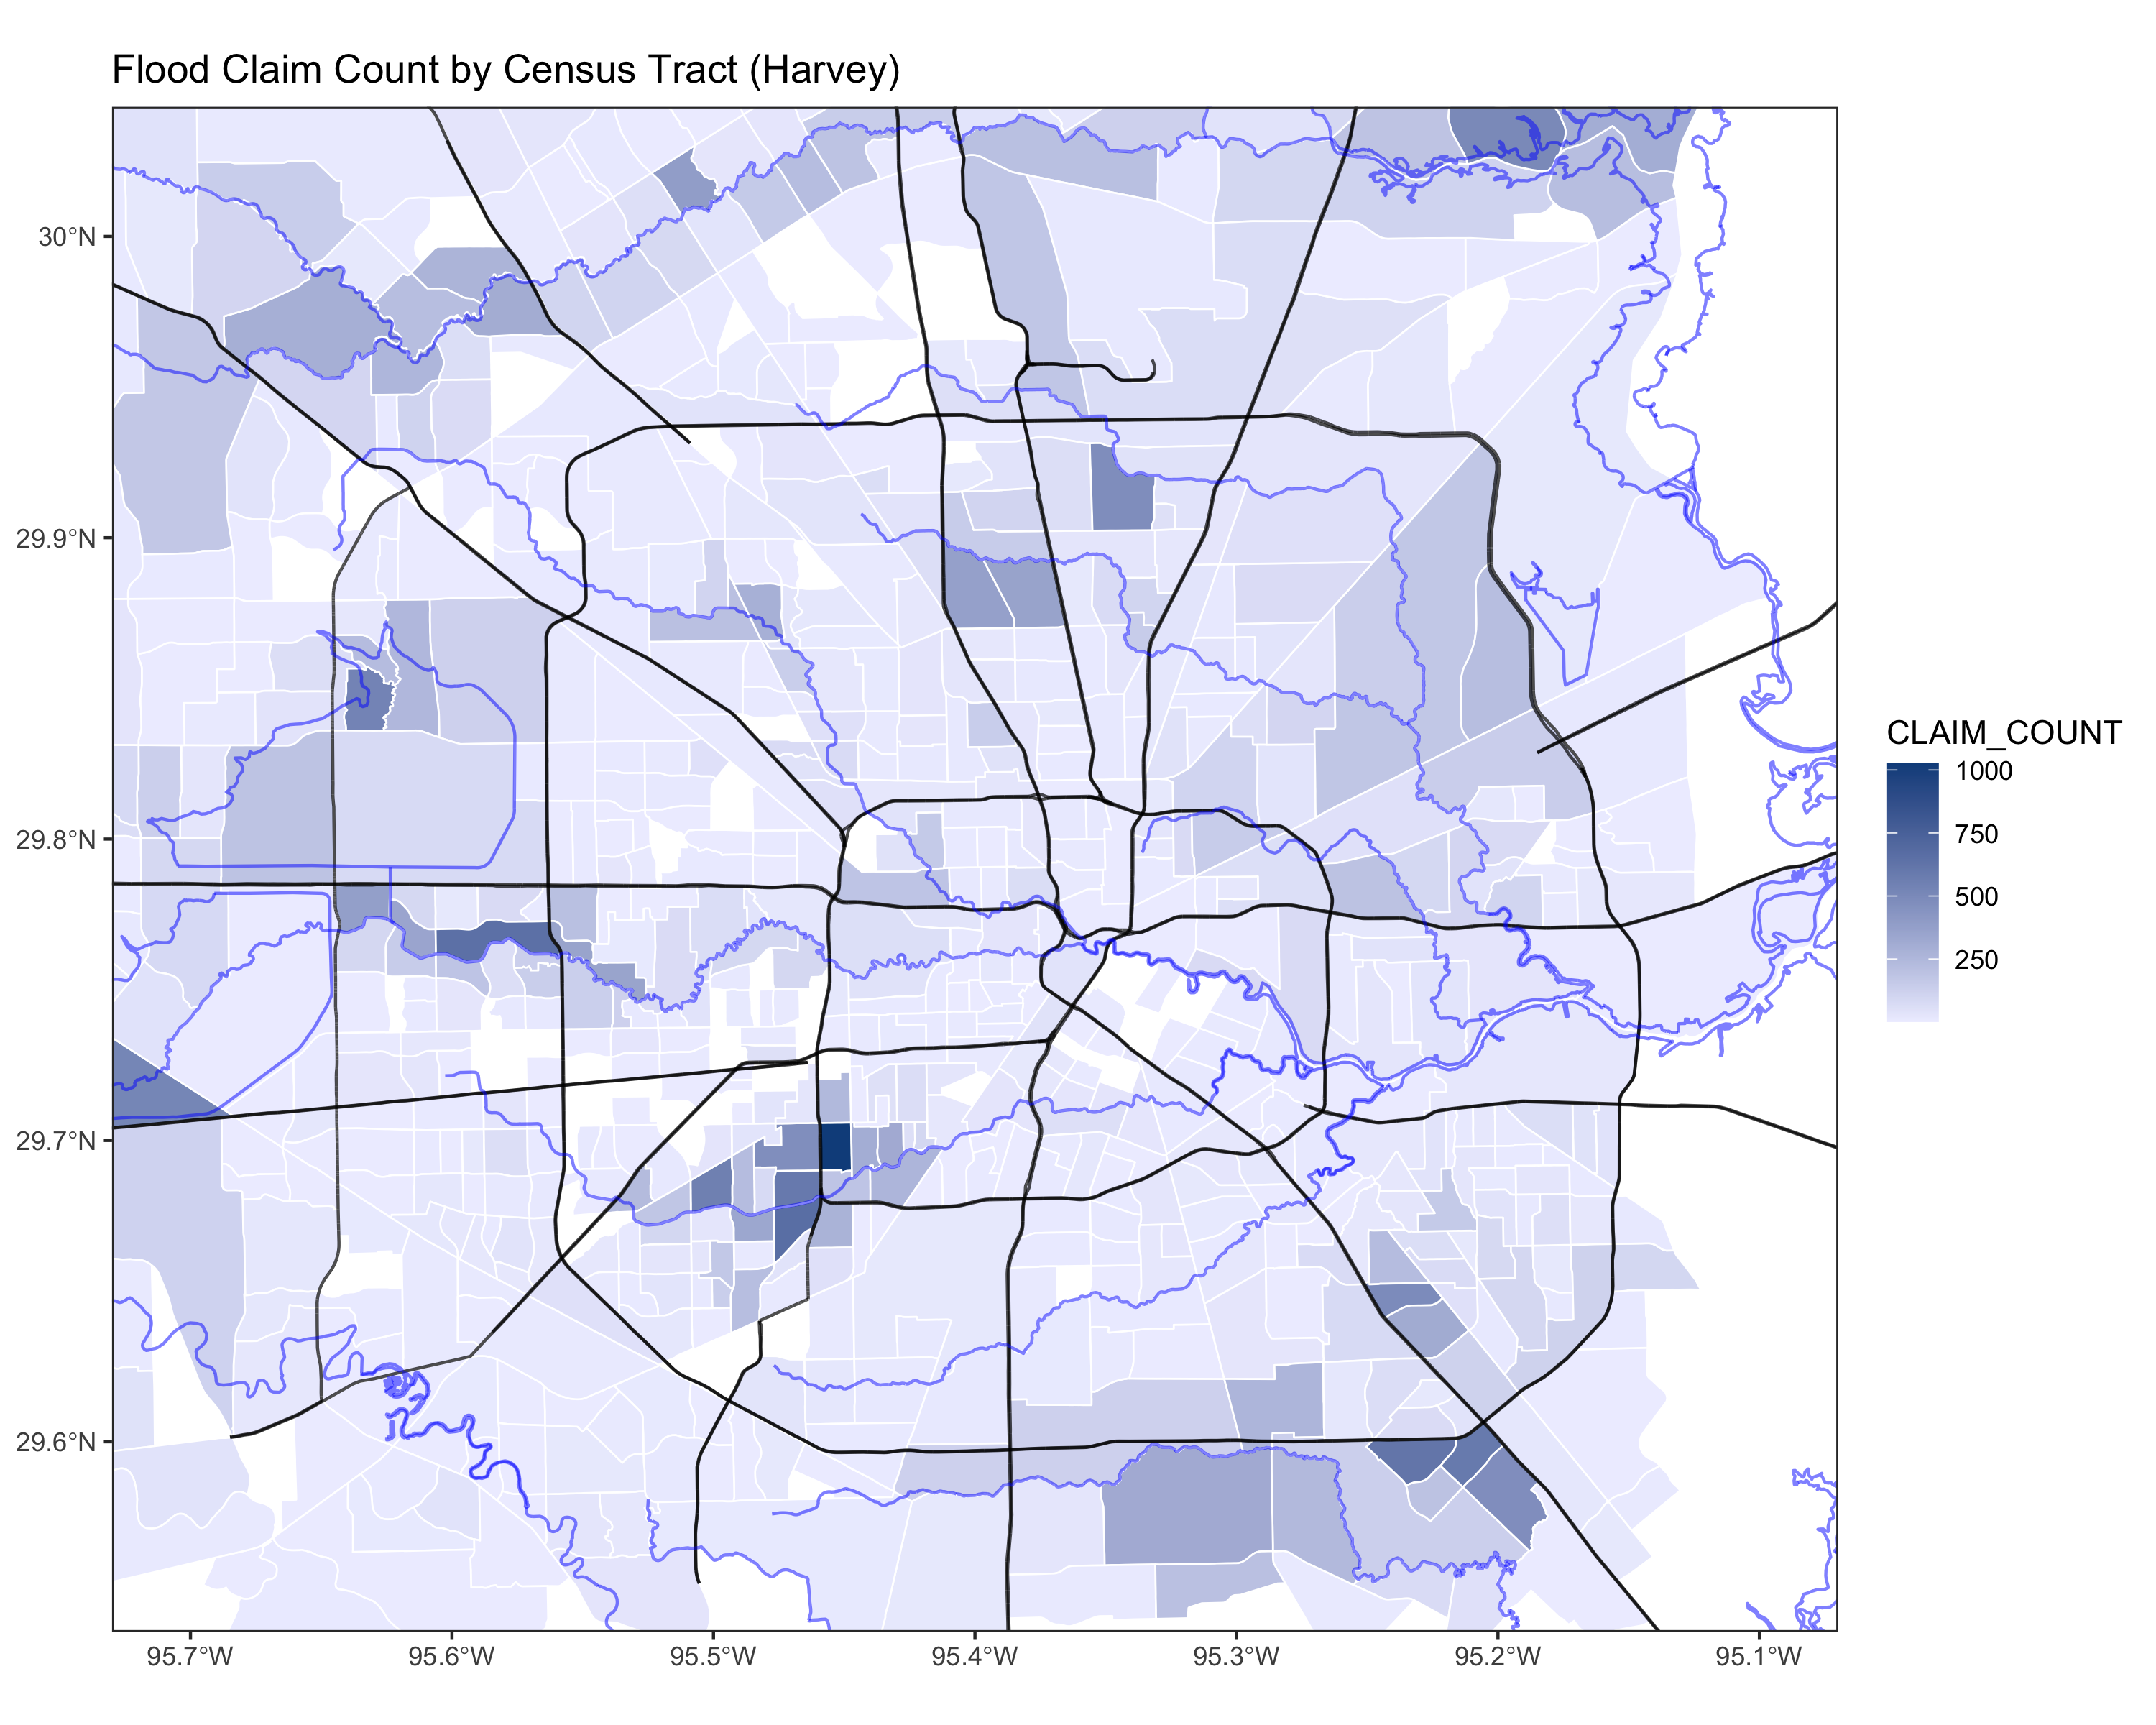 Flood Claim Count by Census Tract (Harvey)
30°N
29.9°N
29.8°N
29.7°N
29.6°N
95.7°W
95.6°W
95.5°W
95.4°W
95.3°W
95.2°W
95.1°W
CLAIM_COUNT
1000
750
500
250